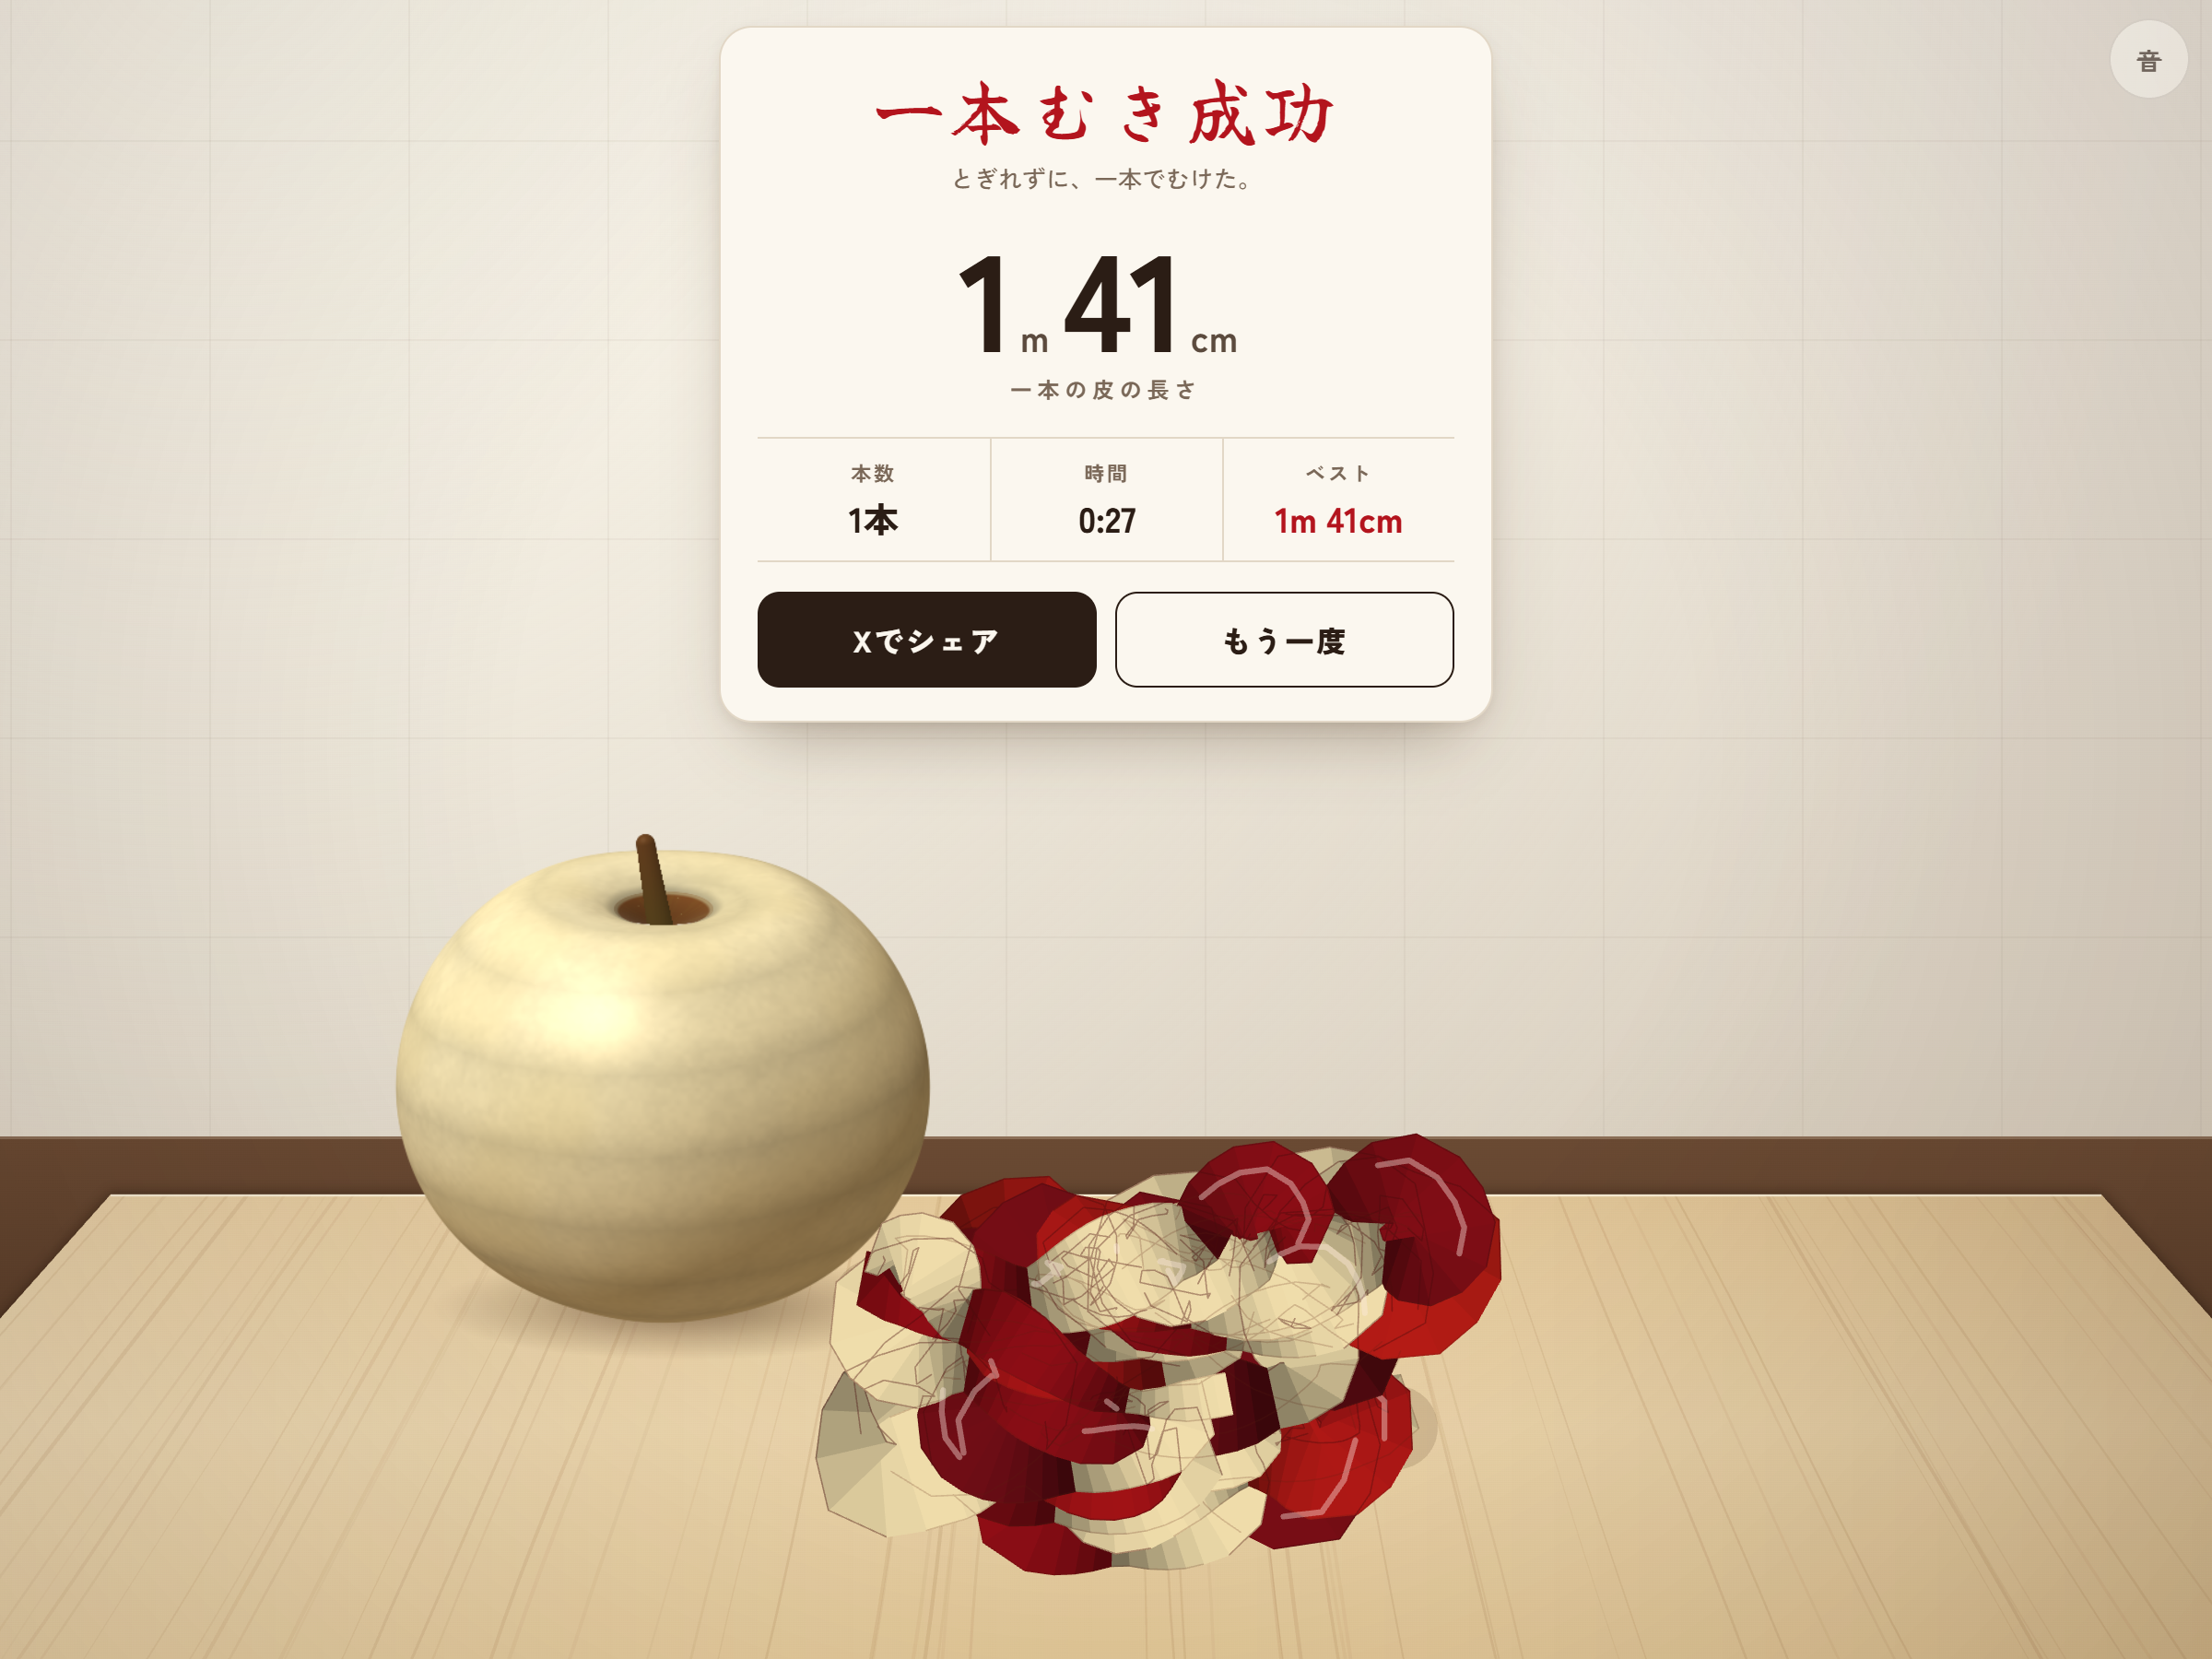 音
一本むき成功
とぎれずに、一本でむけた。
1m41cm
一本の皮の長さ
本数 時間 ベスト
1本 0:27 1m 41cm
Xでシェア もう一度